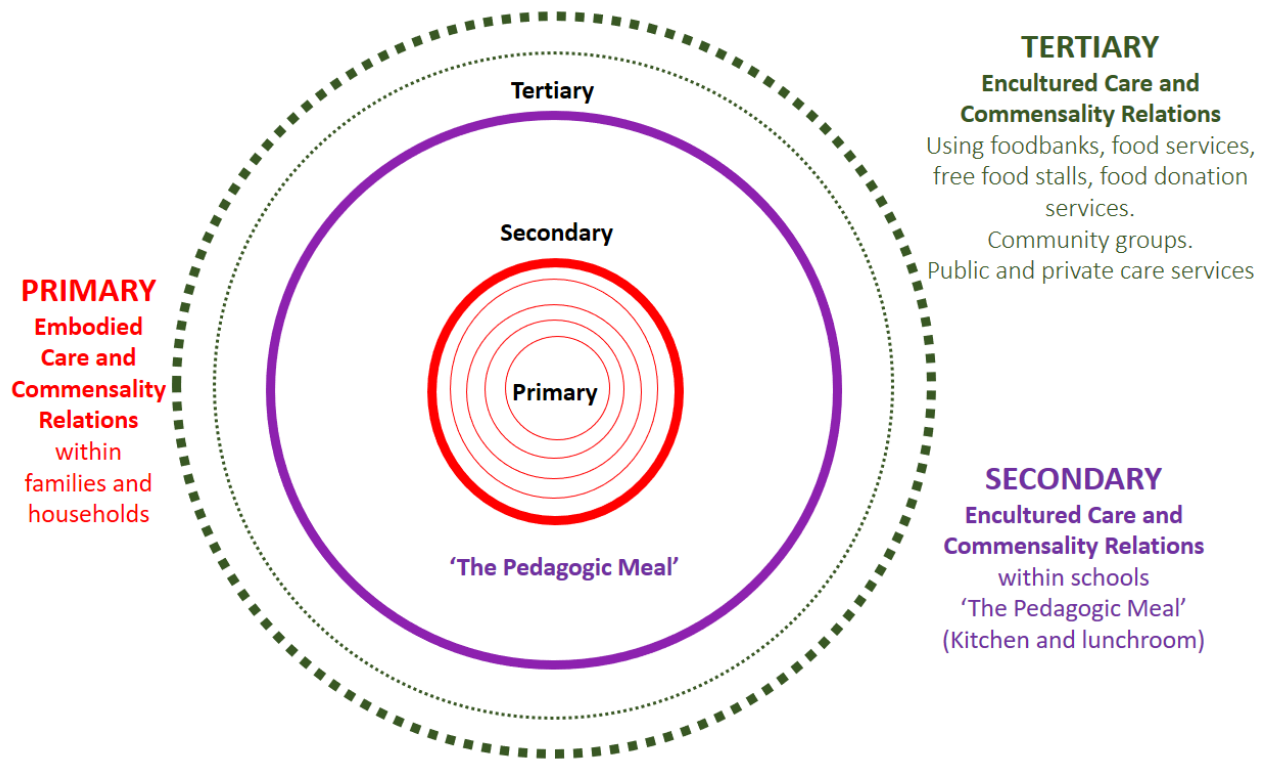 Tertiary
Secondary
Primary
‘The Pedagogic Meal’
PRIMARY
Embodied
Care and
Commensality
Relations
within
families and
households
TERTIARY
Encultured Care and
Commensality Relations
Using foodbanks, food services,
free food stalls, food donation
services.
Community groups.
Public and private care services
SECONDARY
Encultured Care and
Commensality Relations
within schools
‘The Pedagogic Meal’
(Kitchen and lunchroom)